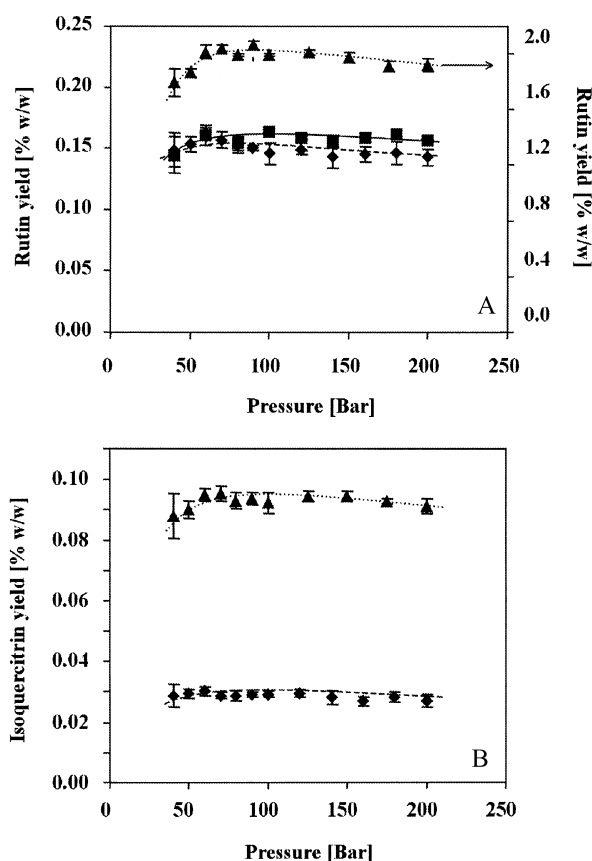 0.25
0.20
0.15
0.10
0.05
0.00
Rutin yield [% w/w]
2.0
1.6
1.2
0.8
0.4
0.0
Rutin yield
[% w/w]
A
0 50 100 150 200 250
Pressure [Bar]
0.10
0.08
0.06
0.04
0.02
0.00
Isoquercitrin yield [% w/w]
B
0 50 100 150 200 250
Pressure [Bar]